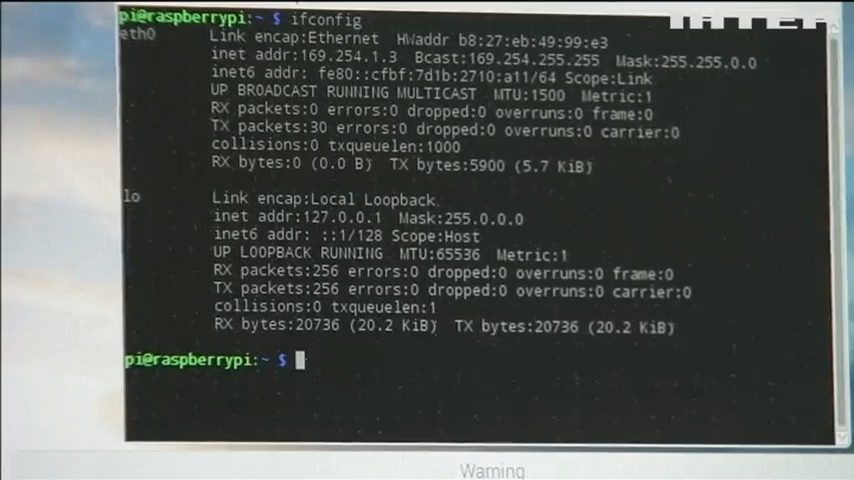 pi@raspberrypi:~ $ ifconfig
eth0 Link encap:Ethernet HWaddr b8:27:eb:49:99:e3
inet addr:169.254.1.3 Bcast:169.254.255.255 Mask:255.255.0.0
inet6 addr: fe80::cfbf:7d1b:2710:a11/64 Scope:Link
UP BROADCAST RUNNING MULTICAST MTU:1500 Metric:1
RX packets:0 errors:0 dropped:0 overruns:0 frame:0
TX packets:30 errors:0 dropped:0 overruns:0 carrier:0
collisions:0 txqueuelen:1000
RX bytes:0 (0.0 B) TX bytes:5900 (5.7 KiB)
lo Link encap:Local Loopback
inet addr:127.0.0.1 Mask:255.0.0.0
inet6 addr: ::1/128 Scope:Host
UP LOOPBACK RUNNING MTU:65536 Metric:1
RX packets:256 errors:0 dropped:0 overruns:0 frame:0
TX packets:256 errors:0 dropped:0 overruns:0 carrier:0
collisions:0 txqueuelen:1
RX bytes:20736 (20.2 KiB) TX bytes:20736 (20.2 KiB)
pi@raspberrypi:~ $
Warning